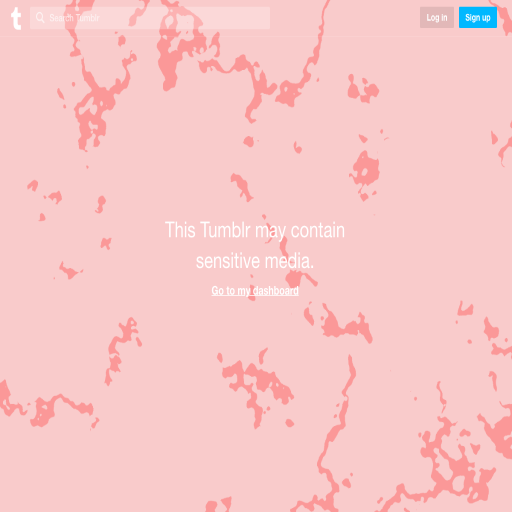 t
Search Tumblr
Log in
Sign up
This Tumblr may contain
sensitive media.
Go to my dashboard